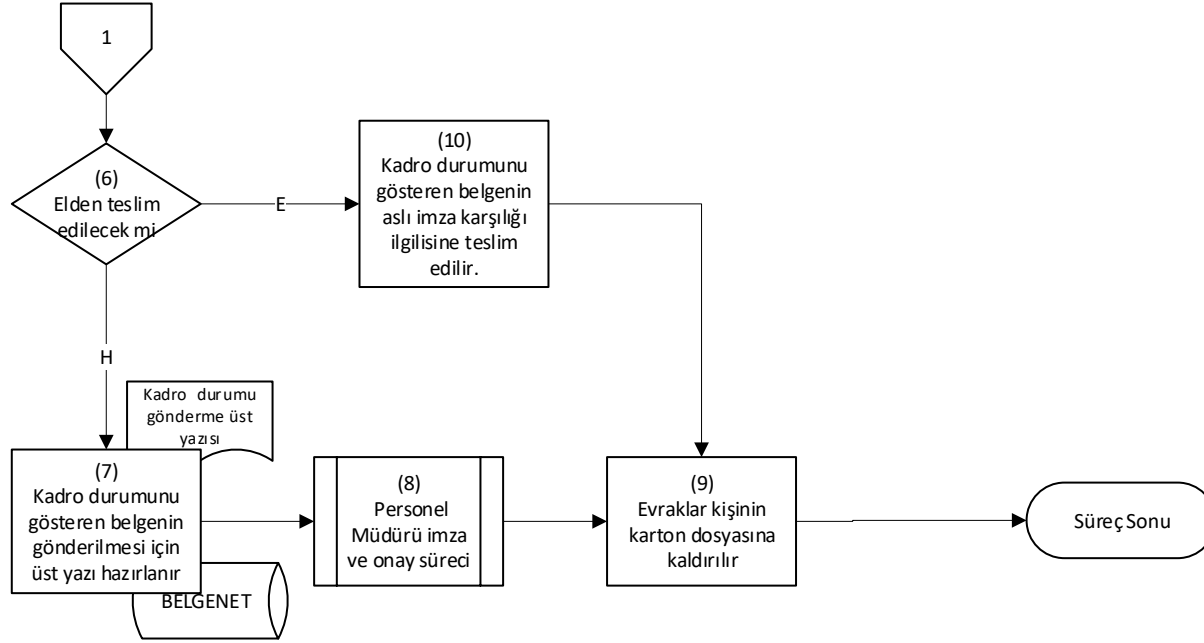 1
(6)
Elden teslim
edilecek mi
E
(10)
Kadro durumunu
gösteren belgenin
aslı imza karşılığı
ilgilisine teslim
edilir.
H
Kadro durumu
gönderme üst
yazısı
(7)
Kadro durumunu
gösteren belgenin
gönderilmesi için
üst yazı hazırlanır
BELGENET
(8)
Personel
Müdürü imza
ve onay süreci
(9)
Evraklar kişinin
karton dosyasına
kaldırılır
Süreç Sonu